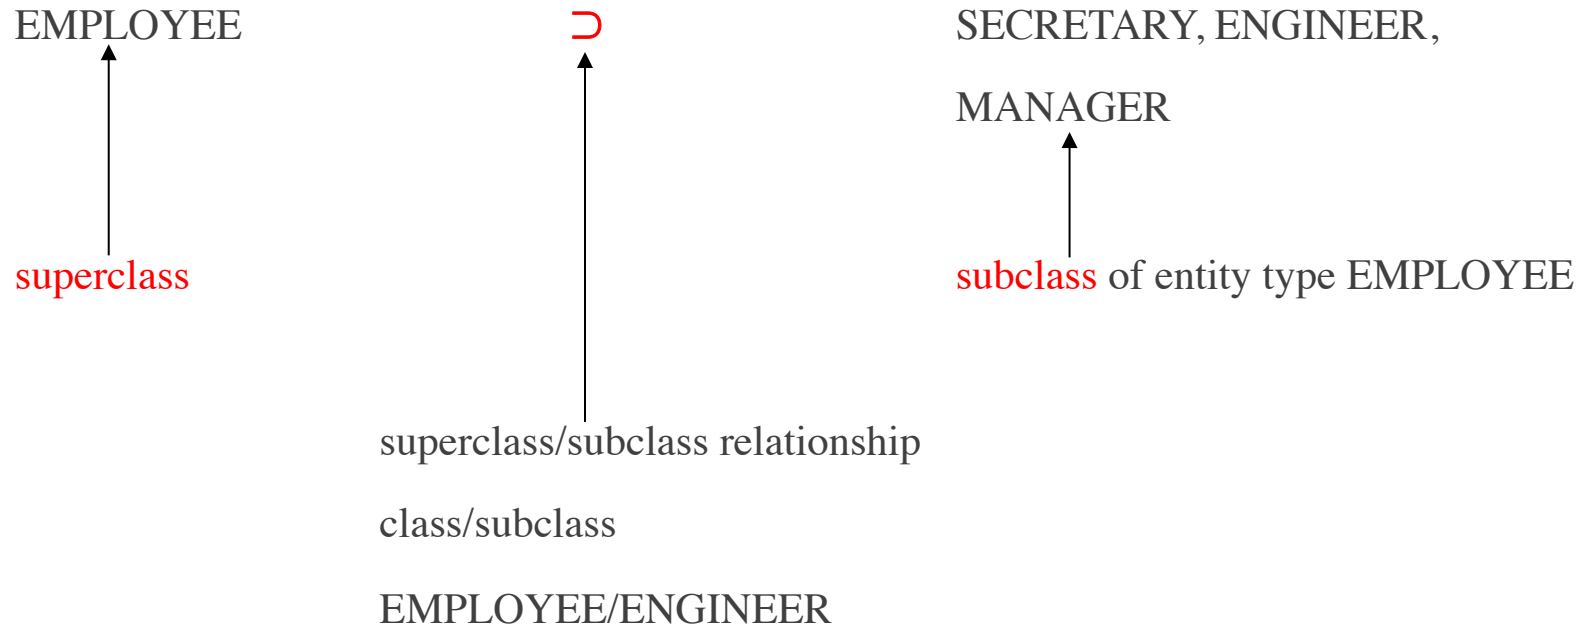 EMPLOYEE ⊃ SECRETARY, ENGINEER,
MANAGER
superclass subclass of entity type EMPLOYEE
superclass/subclass relationship
class/subclass
EMPLOYEE/ENGINEER